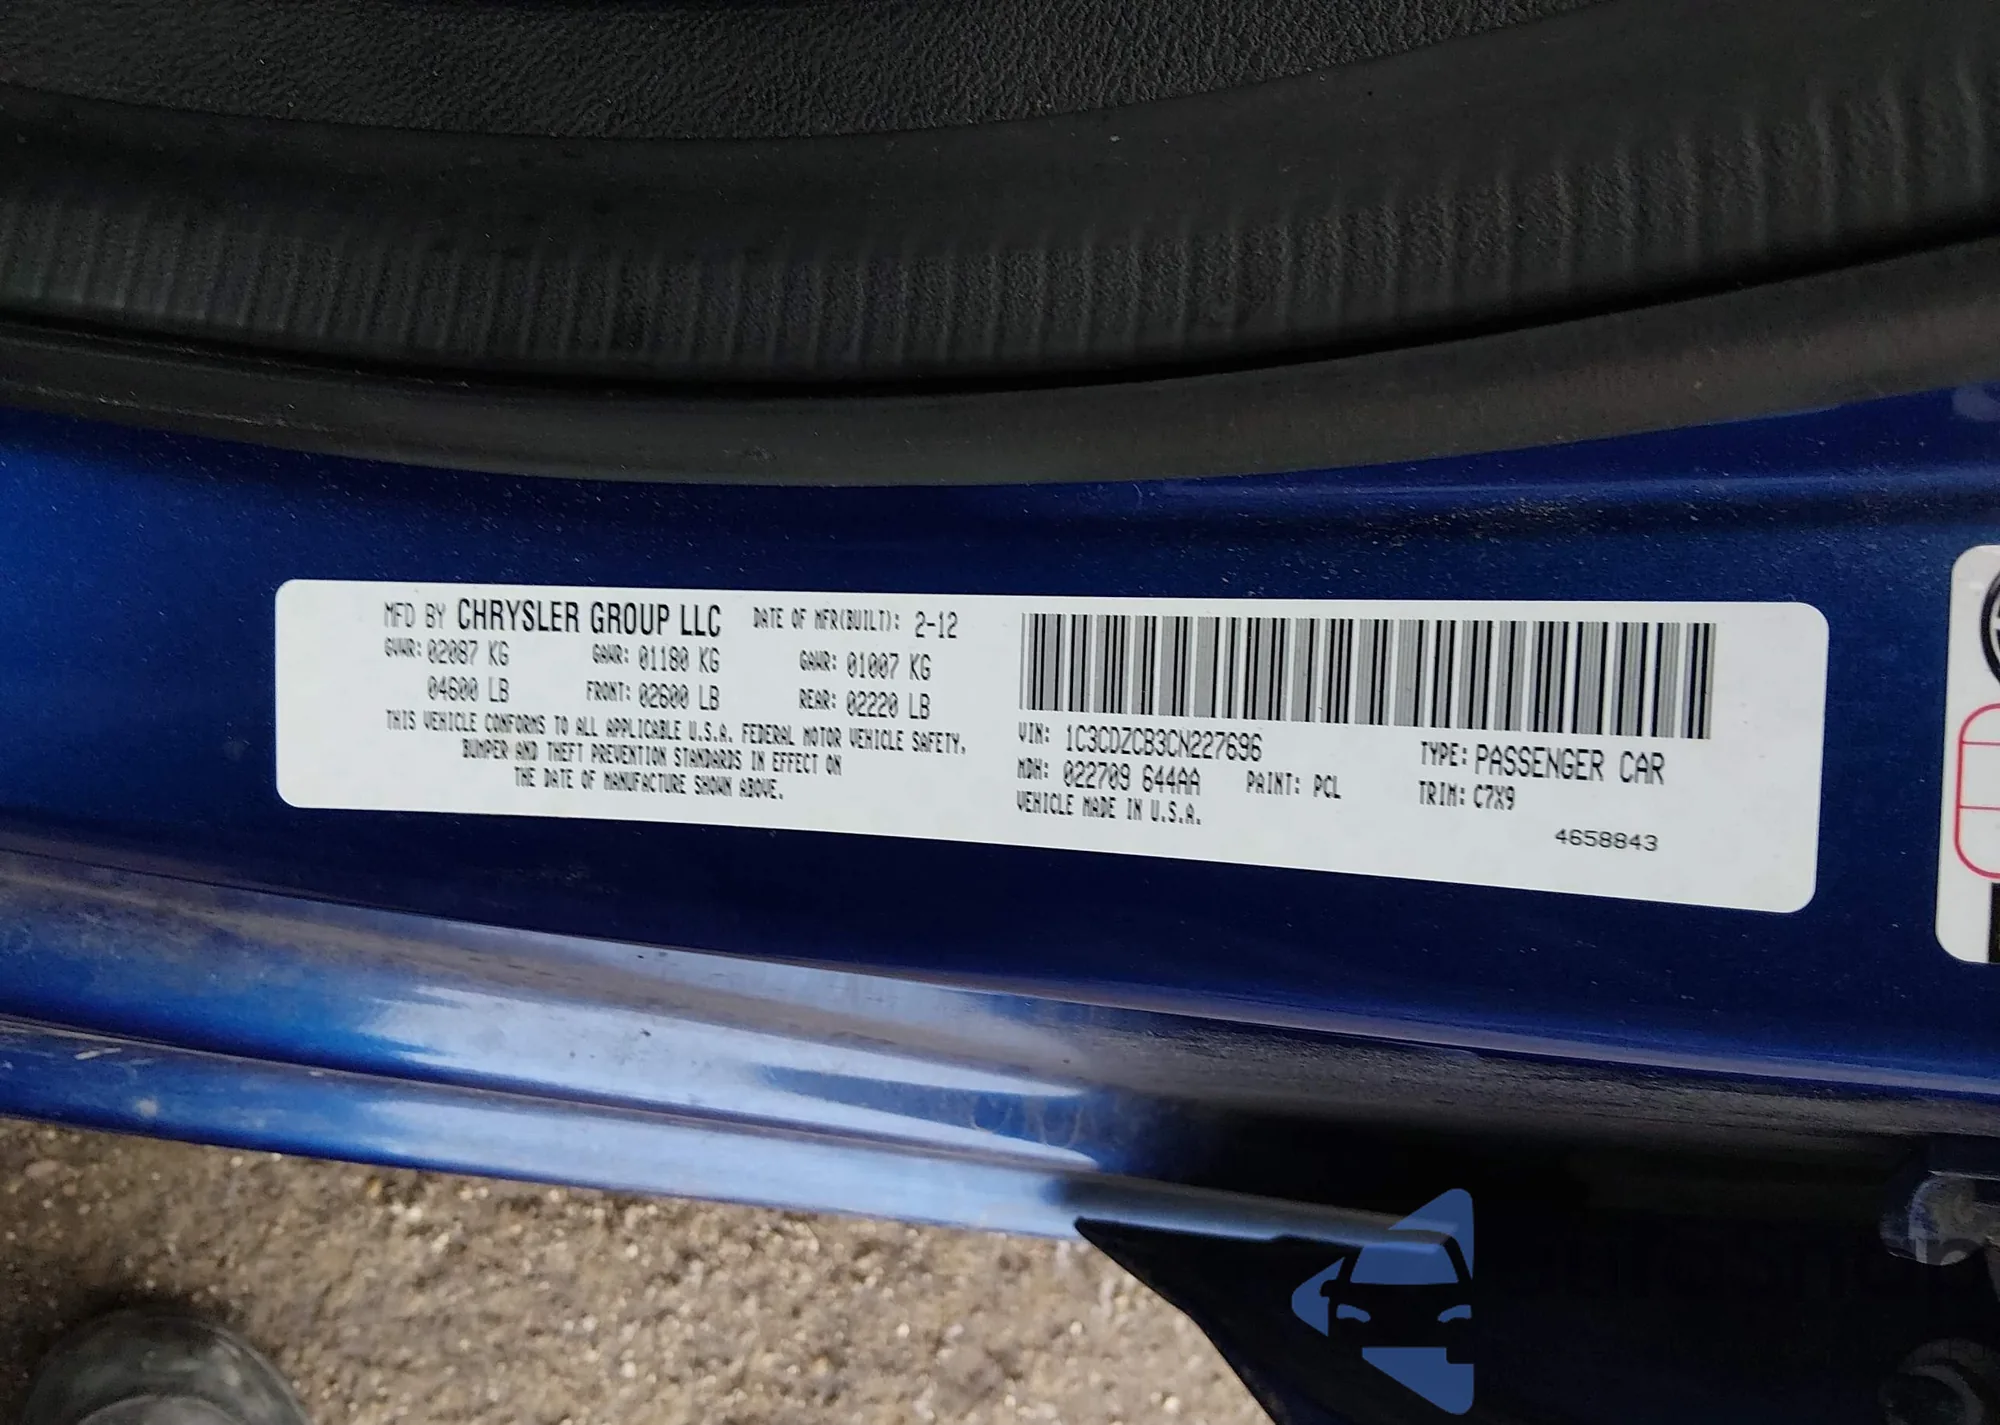 MFD BY CHRYSLER GROUP LLC DATE OF MFR(BUILT): 2-12
GVWR: 02087 KG GAWR: 01180 KG GAWR: 01007 KG
04600 LB FRONT: 02600 LB REAR: 02220 LB
THIS VEHICLE CONFORMS TO ALL APPLICABLE U.S.A. FEDERAL MOTOR VEHICLE SAFETY,
BUMPER AND THEFT PREVENTION STANDARDS IN EFFECT ON
THE DATE OF MANUFACTURE SHOWN ABOVE.
VIN: 1C3CDZCB3CN227696 TYPE: PASSENGER CAR
MDH: 022709 644AA PAINT: PCL TRIM: C7X9
VEHICLE MADE IN U.S.A.
4658843